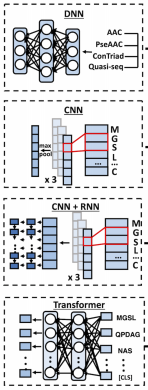 DNN
AAC
PseAAC
ConTriad
Quasi-seq
CNN
max
pool
x 3
M
G
S
L
...
C
CNN + RNN
x 3
M
G
S
L
...
C
Transformer
MGSL
QPDAG
NAS
[CLS]